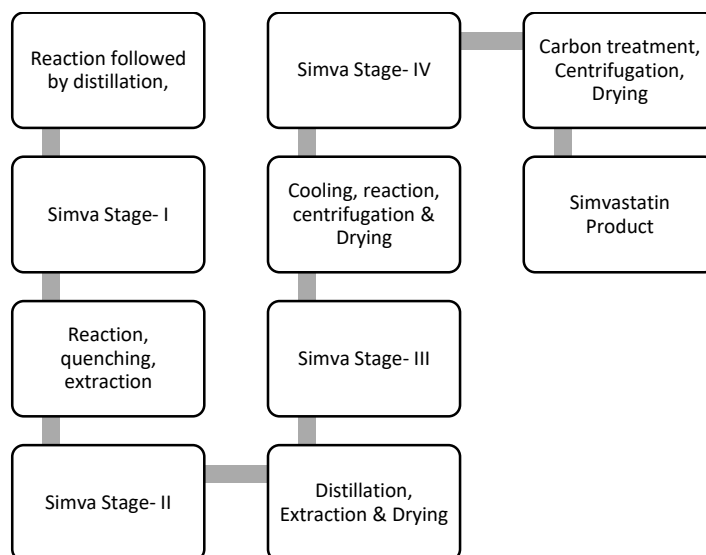 Reaction followed
by distillation,
Simva Stage- I
Reaction,
quenching,
extraction
Simva Stage- II
Distillation,
Extraction & Drying
Simva Stage- III
Cooling, reaction,
centrifugation &
Drying
Simva Stage- IV
Carbon treatment,
Centrifugation,
Drying
Simvastatin
Product